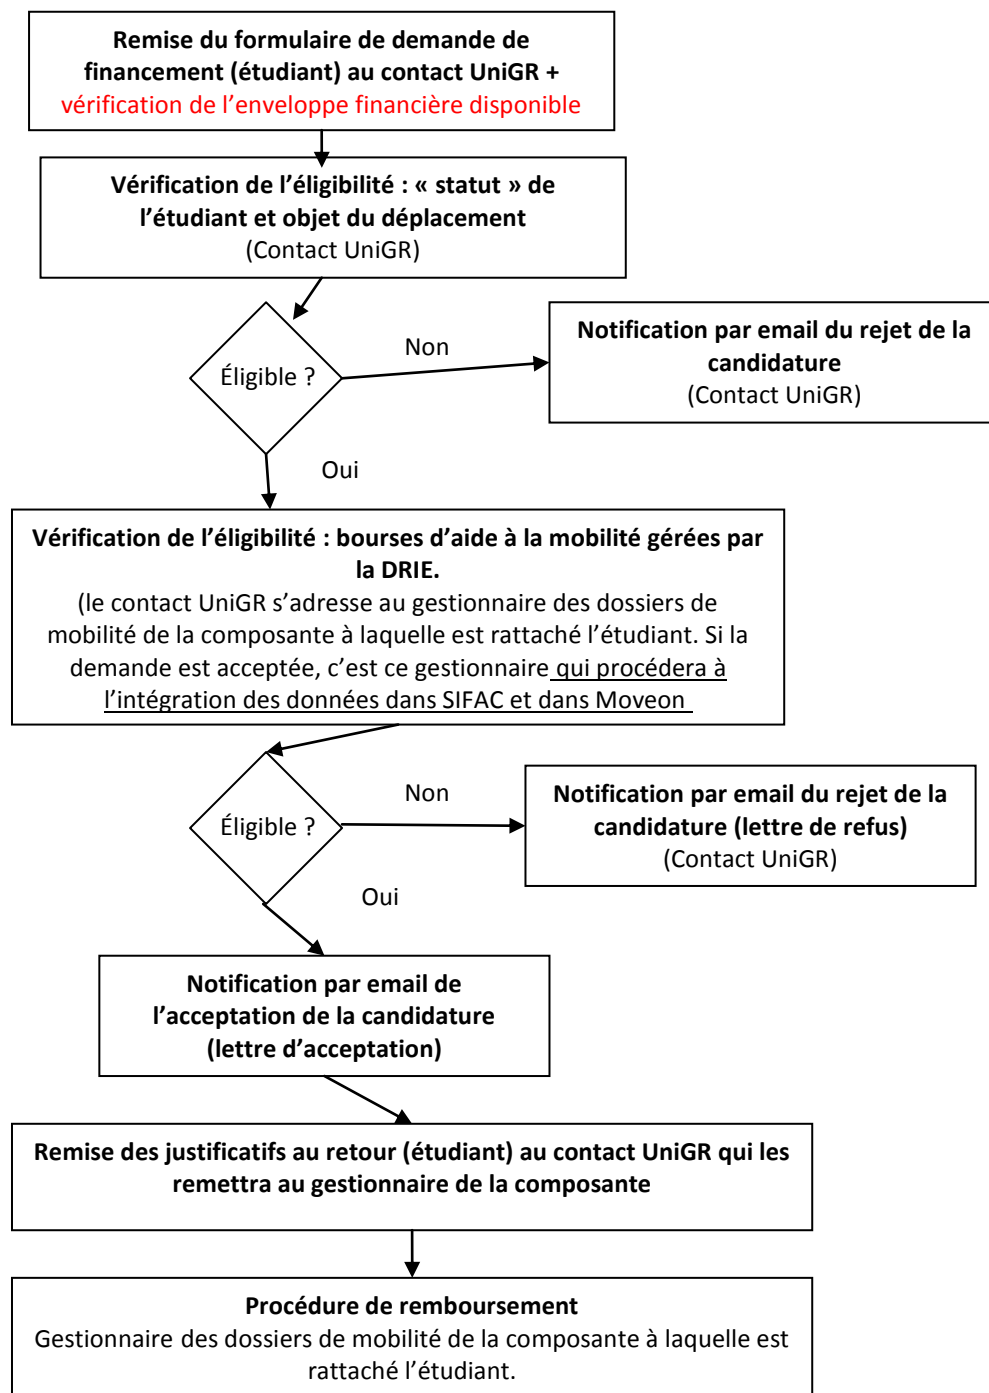 Remise du formulaire de demande de
financement (étudiant) au contact UniGR +
vérification de l’enveloppe financière disponible
Vérification de l’éligibilité : « statut » de
l’étudiant et objet du déplacement
(Contact UniGR)
Éligible ?
Non
Notification par email du rejet de la
candidature
(Contact UniGR)
Oui
Vérification de l’éligibilité : bourses d’aide à la mobilité gérées par
la DRIE.
(le contact UniGR s’adresse au gestionnaire des dossiers de
mobilité de la composante à laquelle est rattaché l’étudiant. Si la
demande est acceptée, c’est ce gestionnaire qui procédera à
l’intégration des données dans SIFAC et dans Moveon
Éligible ?
Non
Notification par email du rejet de la
candidature (lettre de refus)
(Contact UniGR)
Oui
Notification par email de
l’acceptation de la candidature
(lettre d’acceptation)
Remise des justificatifs au retour (étudiant) au contact UniGR qui les
remettra au gestionnaire de la composante
Procédure de remboursement
Gestionnaire des dossiers de mobilité de la composante à laquelle est
rattaché l’étudiant.